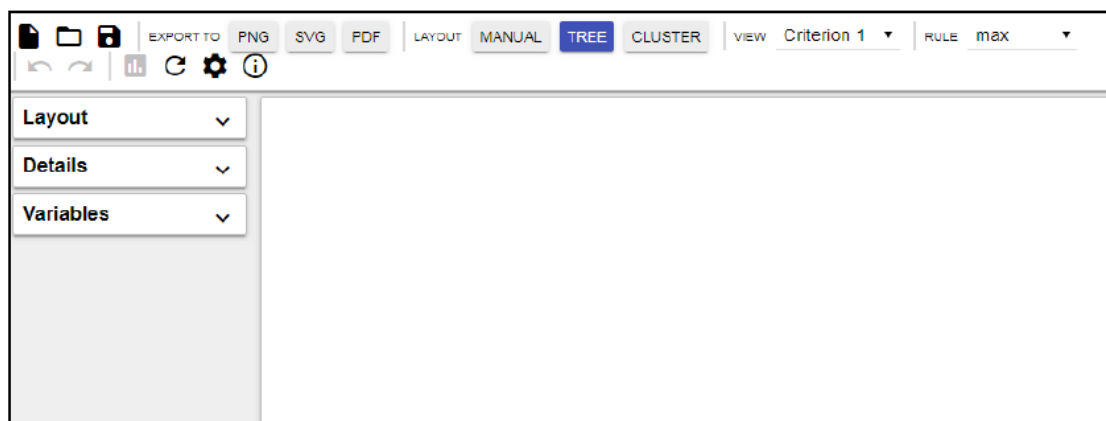 EXPORT TO PNG SVG PDF LAYOUT MANUAL TREE CLUSTER VIEW Criterion 1 RULE max
Layout
Details
Variables